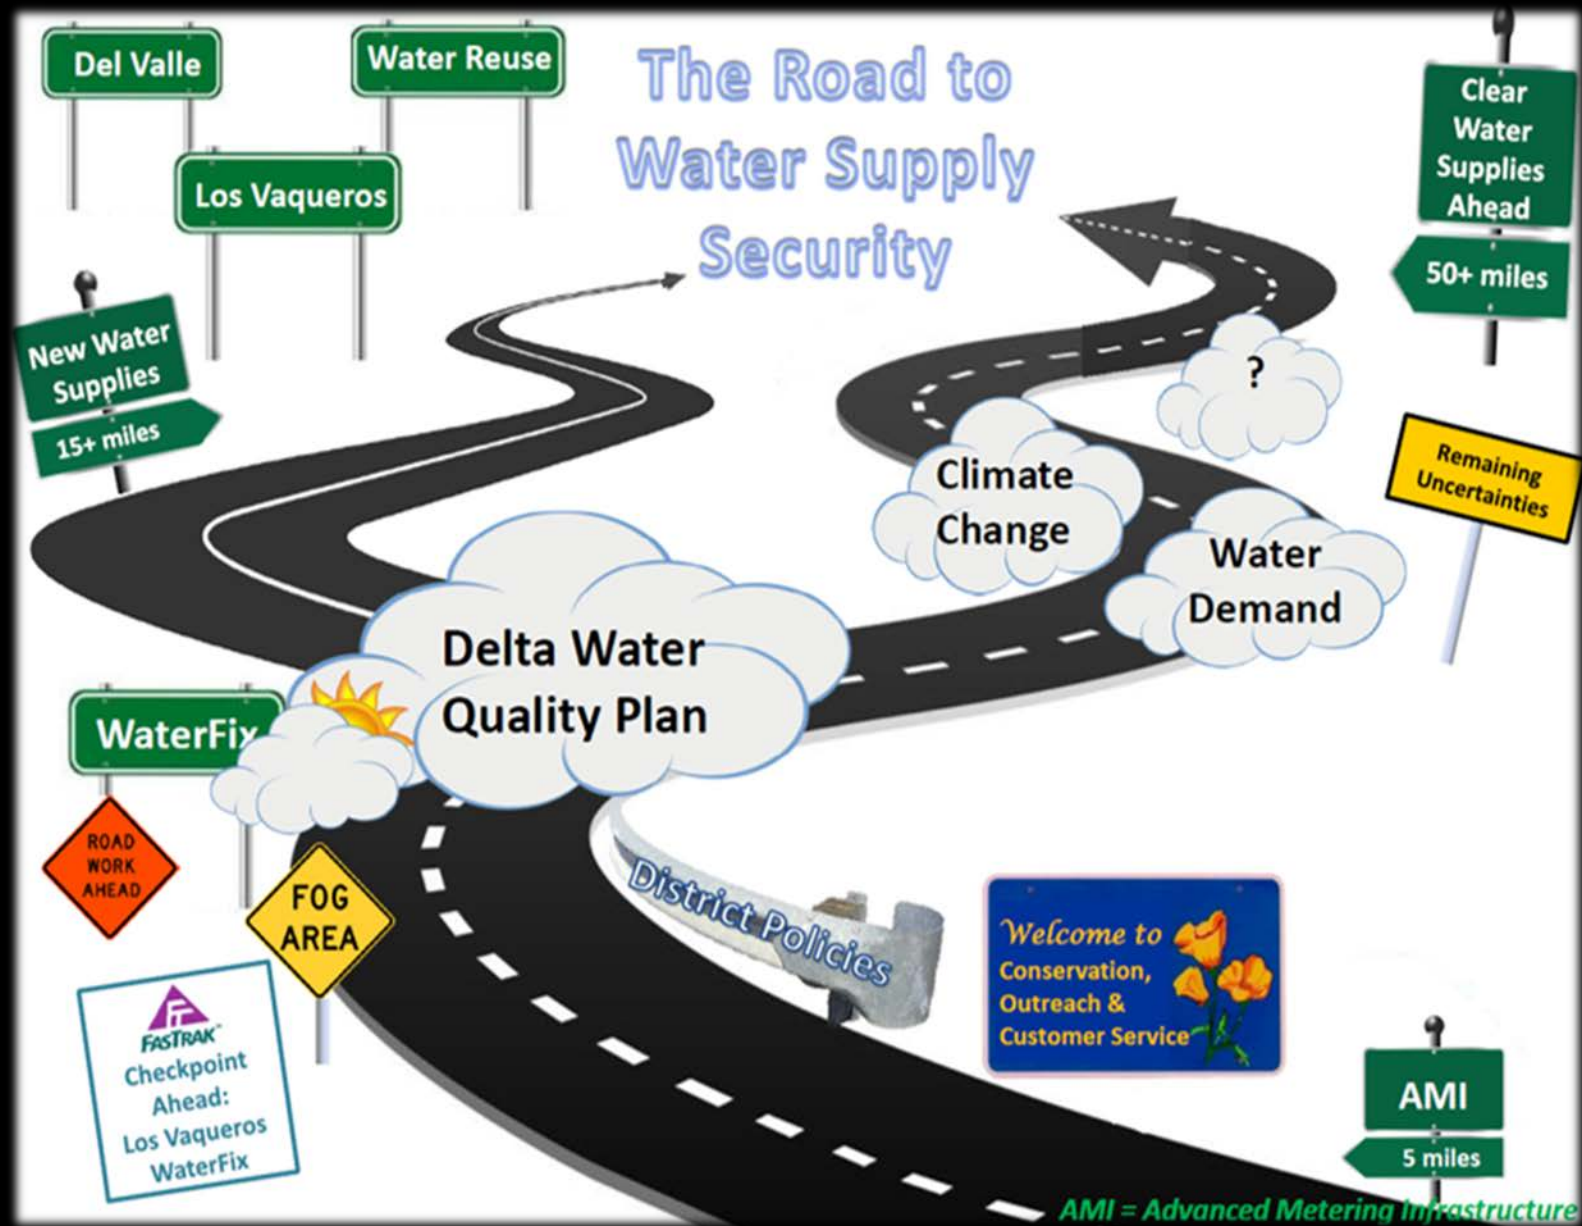 The Road to
Water Supply
Security
Del Valle
Water Reuse
Los Vaqueros
Clear
Water
Supplies
Ahead
50+ miles
New Water
Supplies
15+ miles
?
Climate
Change
Remaining
Uncertainties
Water
Demand
Delta Water
Quality Plan
WaterFix
ROAD
WORK
AHEAD
FOG
AREA
District Policies
Welcome to
Conservation,
Outreach &
Customer Service
FASTRAK™
Checkpoint
Ahead:
Los Vaqueros
WaterFix
AMI
5 miles
AMI = Advanced Metering Infrastructure